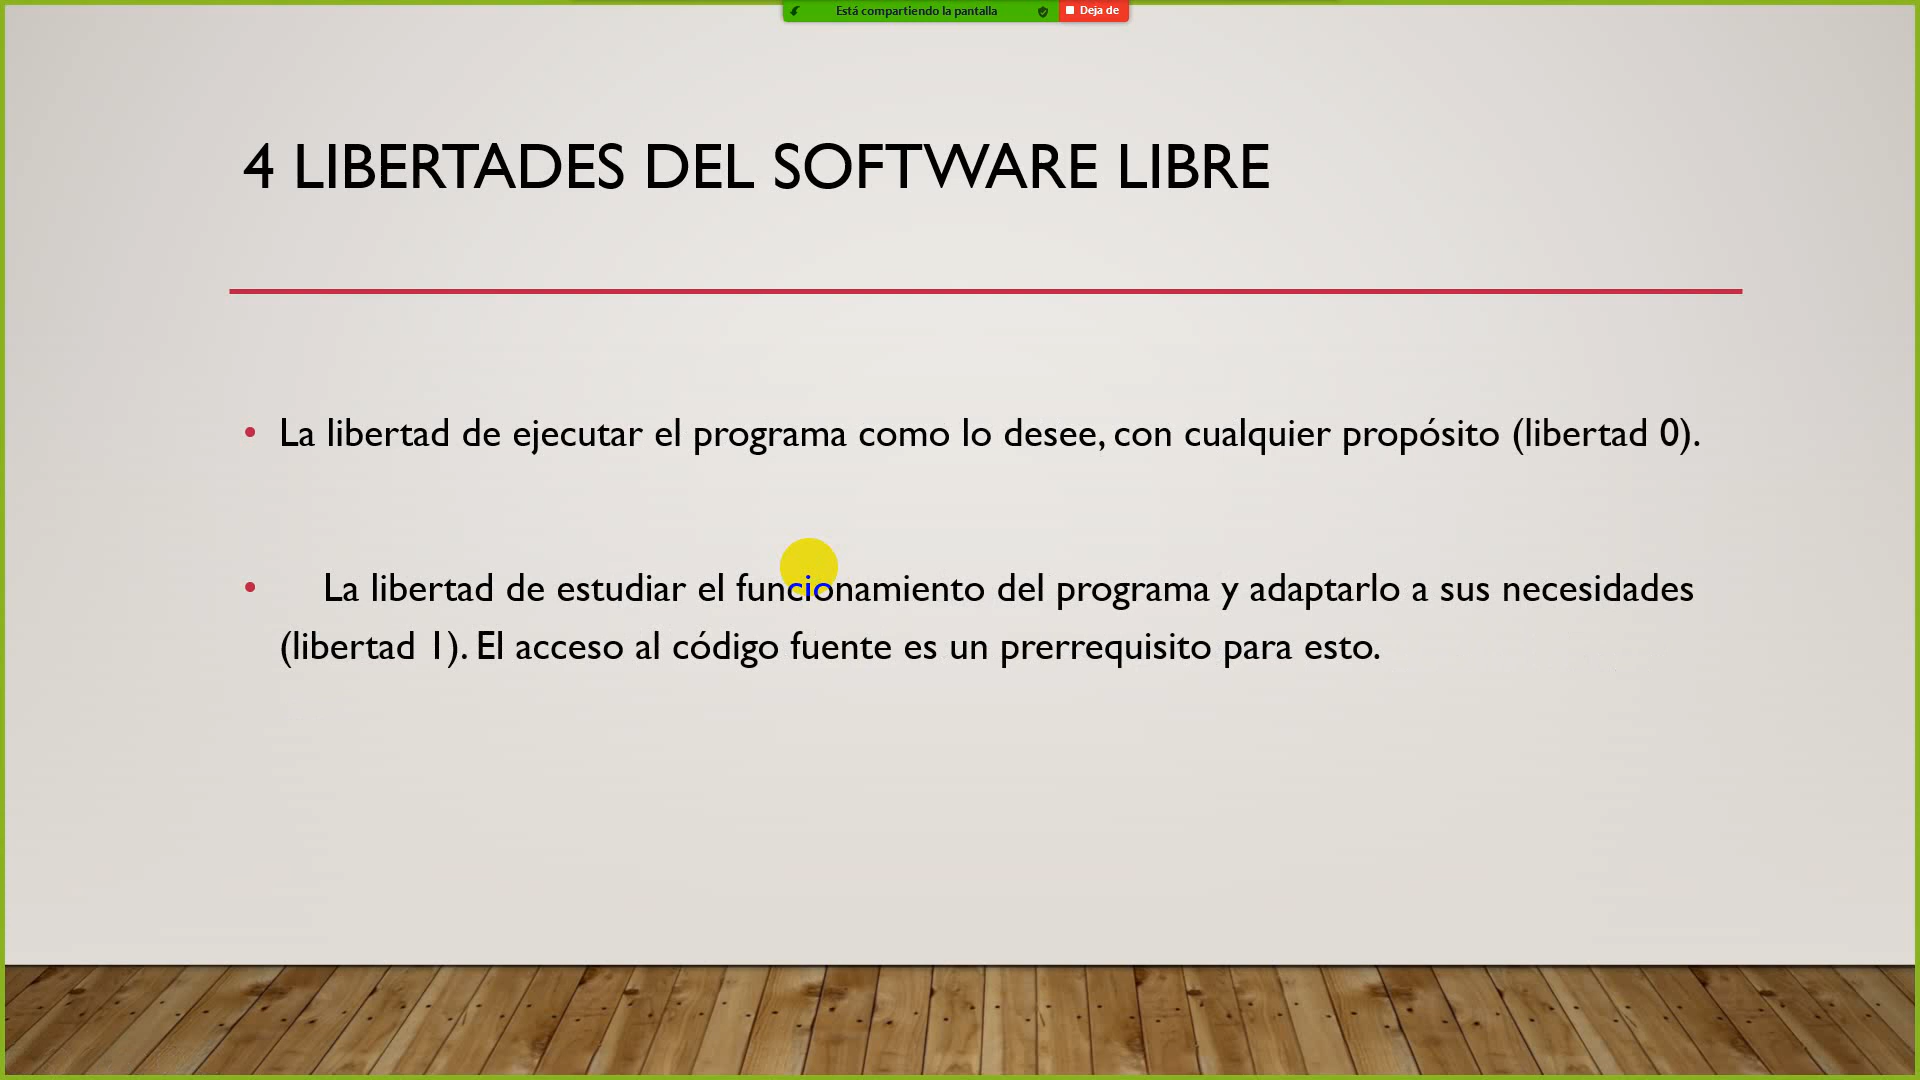 Está compartiendo la pantalla
Deja de
4 LIBERTADES DEL SOFTWARE LIBRE
• La libertad de ejecutar el programa como lo desee, con cualquier propósito (libertad 0).
• La libertad de estudiar el funcionamiento del programa y adaptarlo a sus necesidades
(libertad 1). El acceso al código fuente es un prerrequisito para esto.